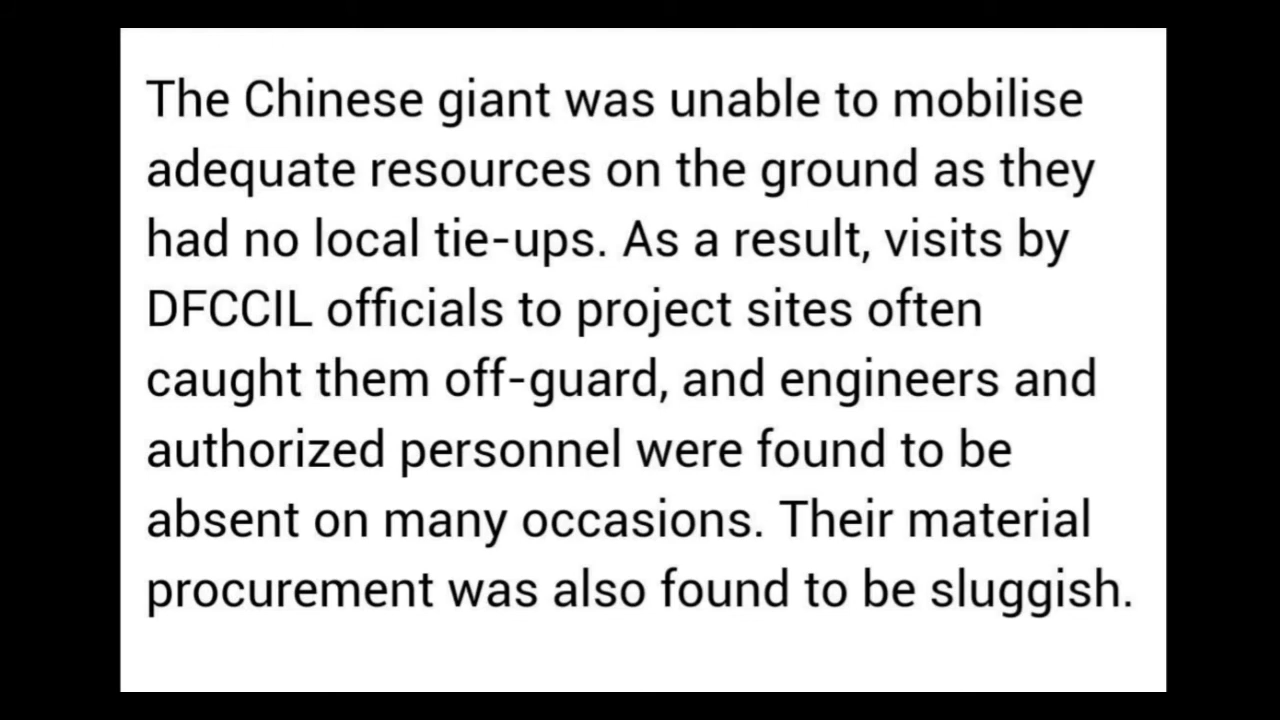 The Chinese giant was unable to mobilise
adequate resources on the ground as they
had no local tie-ups. As a result, visits by
DFCCIL officials to project sites often
caught them off-guard, and engineers and
authorized personnel were found to be
absent on many occasions. Their material
procurement was also found to be sluggish.